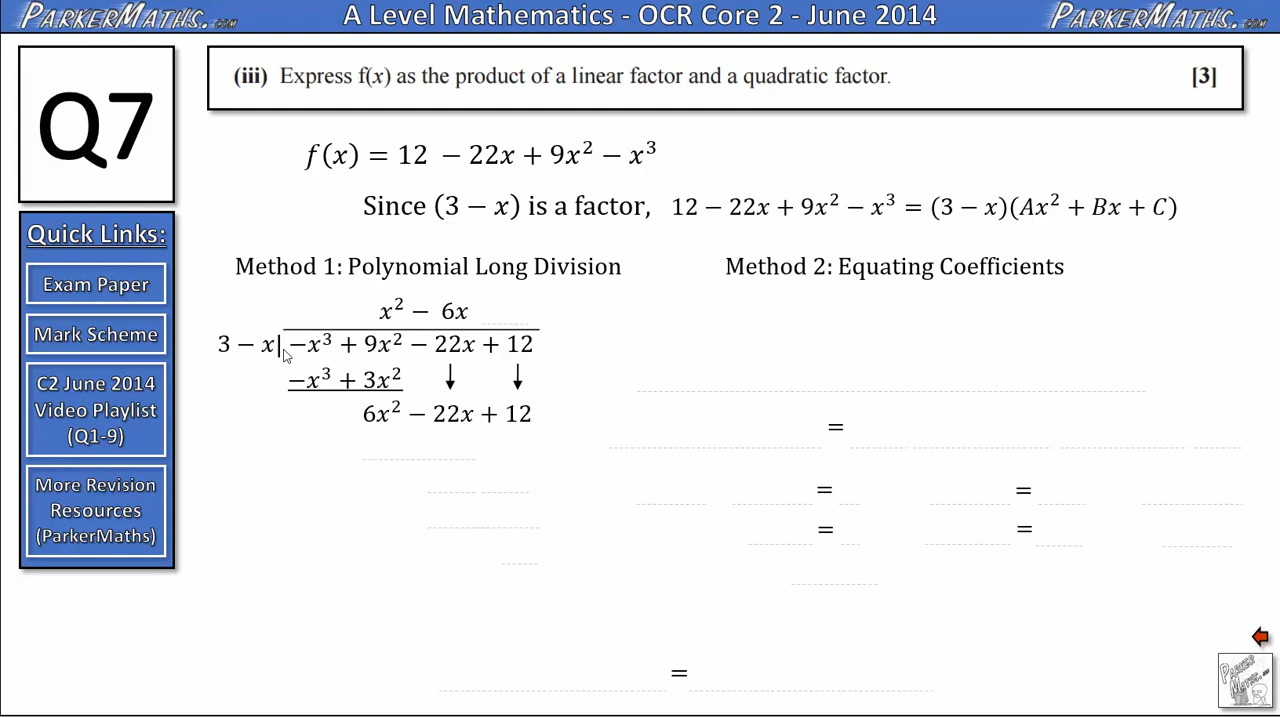 PARKERMATHS.COM
A Level Mathematics - OCR Core 2 - June 2014
PARKERMATHS.COM
Q7
(iii) Express f(x) as the product of a linear factor and a quadratic factor. [3]
f(x) = 12 − 22x + 9x² − x³
Since (3 − x) is a factor, 12 − 22x + 9x² − x³ = (3 − x)(Ax² + Bx + C)
Quick Links:
Exam Paper
Mark Scheme
C2 June 2014
Video Playlist
(Q1-9)
More Revision
Resources
(ParkerMaths)
Method 1: Polynomial Long Division
x² − 6x
3 − x| −x³ + 9x² − 22x + 12
−x³ + 3x² ↓ ↓
6x² − 22x + 12
Method 2: Equating Coefficients
=
= =
= =
=
PARKER
MATHS.COM